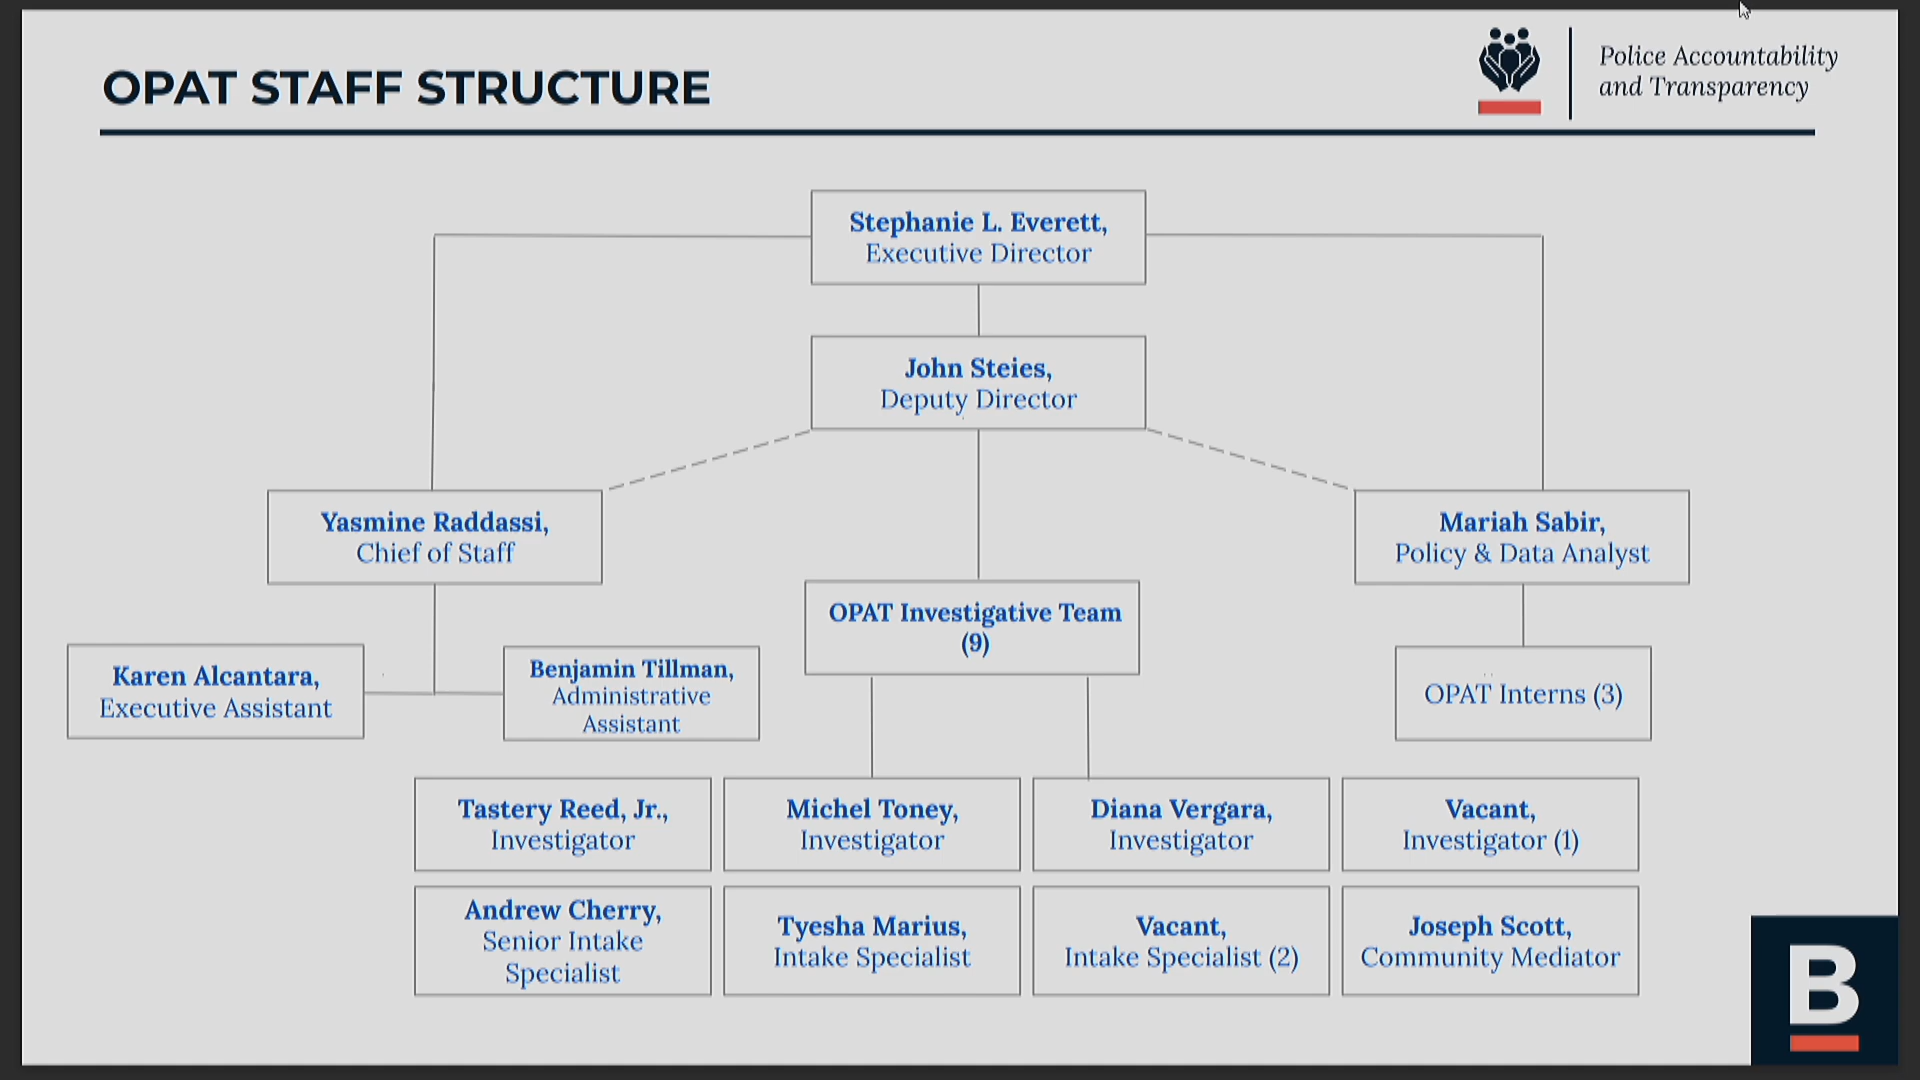 OPAT STAFF STRUCTURE
Police Accountability
and Transparency
Stephanie L. Everett,
Executive Director
John Steies,
Deputy Director
Yasmine Raddassi,
Chief of Staff
Mariah Sabir,
Policy & Data Analyst
OPAT Investigative Team
(9)
Karen Alcantara,
Executive Assistant
Benjamin Tillman,
Administrative
Assistant
OPAT Interns (3)
Tastery Reed, Jr.,
Investigator
Michel Toney,
Investigator
Diana Vergara,
Investigator
Vacant,
Investigator (1)
Andrew Cherry,
Senior Intake
Specialist
Tyesha Marius,
Intake Specialist
Vacant,
Intake Specialist (2)
Joseph Scott,
Community Mediator
B